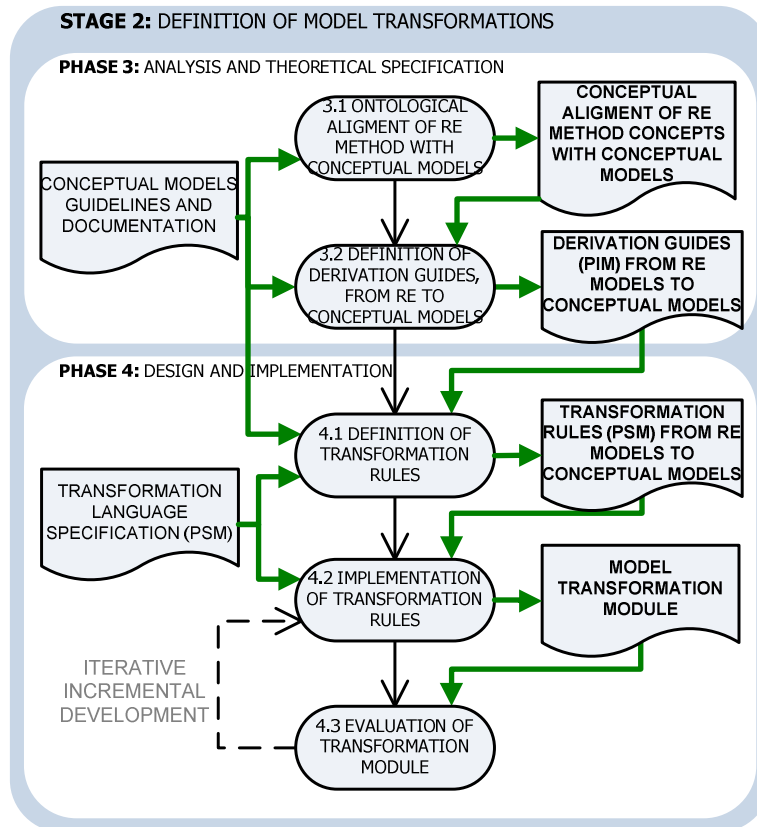 STAGE 2: DEFINITION OF MODEL TRANSFORMATIONS
PHASE 3: ANALYSIS AND THEORETICAL SPECIFICATION
3.1 ONTOLOGICAL
ALIGMENT OF RE
METHOD WITH
CONCEPTUAL MODELS
CONCEPTUAL
ALIGMENT OF RE
METHOD CONCEPTS
WITH CONCEPTUAL
MODELS
CONCEPTUAL MODELS
GUIDELINES AND
DOCUMENTATION
3.2 DEFINITION OF
DERIVATION GUIDES,
FROM RE TO
CONCEPTUAL MODELS
DERIVATION GUIDES
(PIM) FROM RE
MODELS TO
CONCEPTUAL MODELS
PHASE 4: DESIGN AND IMPLEMENTATION
4.1 DEFINITION OF
TRANSFORMATION
RULES
TRANSFORMATION
RULES (PSM) FROM RE
MODELS TO
CONCEPTUAL MODELS
TRANSFORMATION
LANGUAGE
SPECIFICATION (PSM)
4.2 IMPLEMENTATION
OF TRANSFORMATION
RULES
MODEL
TRANSFORMATION
MODULE
ITERATIVE
INCREMENTAL
DEVELOPMENT
4.3 EVALUATION OF
TRANSFORMATION
MODULE